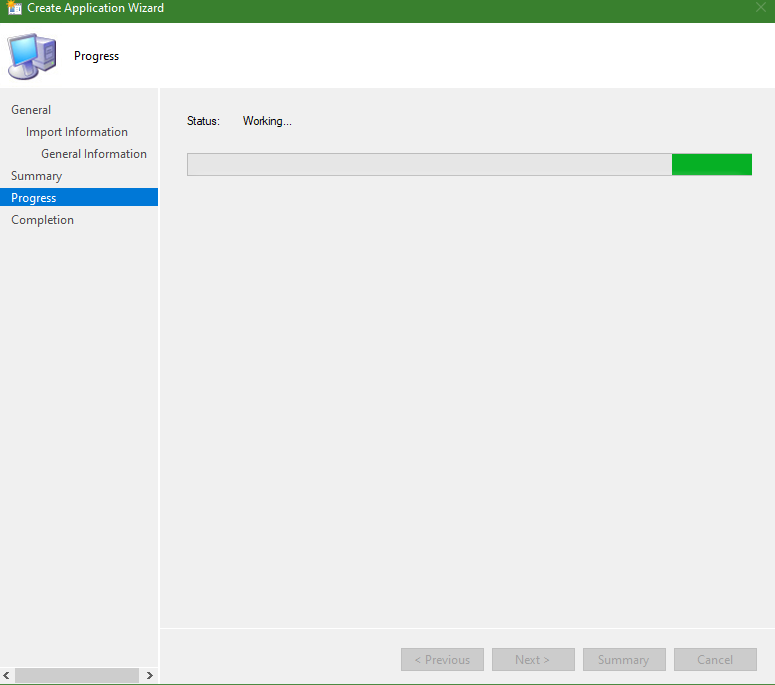 Create Application Wizard
Progress
General
Import Information
General Information
Summary
Progress
Completion
Status: Working...
< Previous Next > Summary Cancel